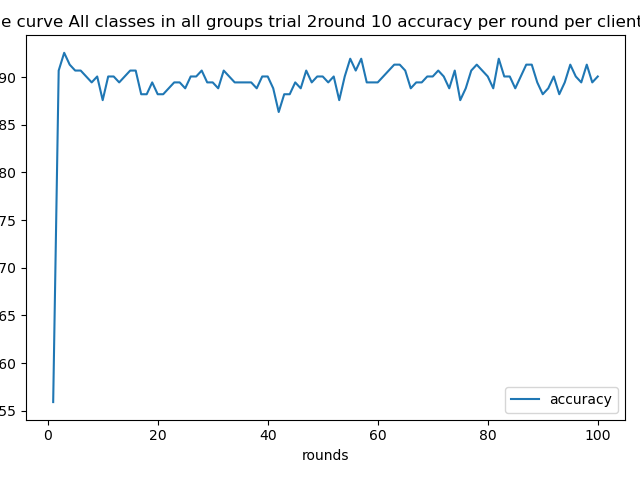 e curve All classes in all groups trial 2round 10 accuracy per round per client
90
85
80
75
70
65
60
55
0 20 40 60 80 100
rounds
accuracy